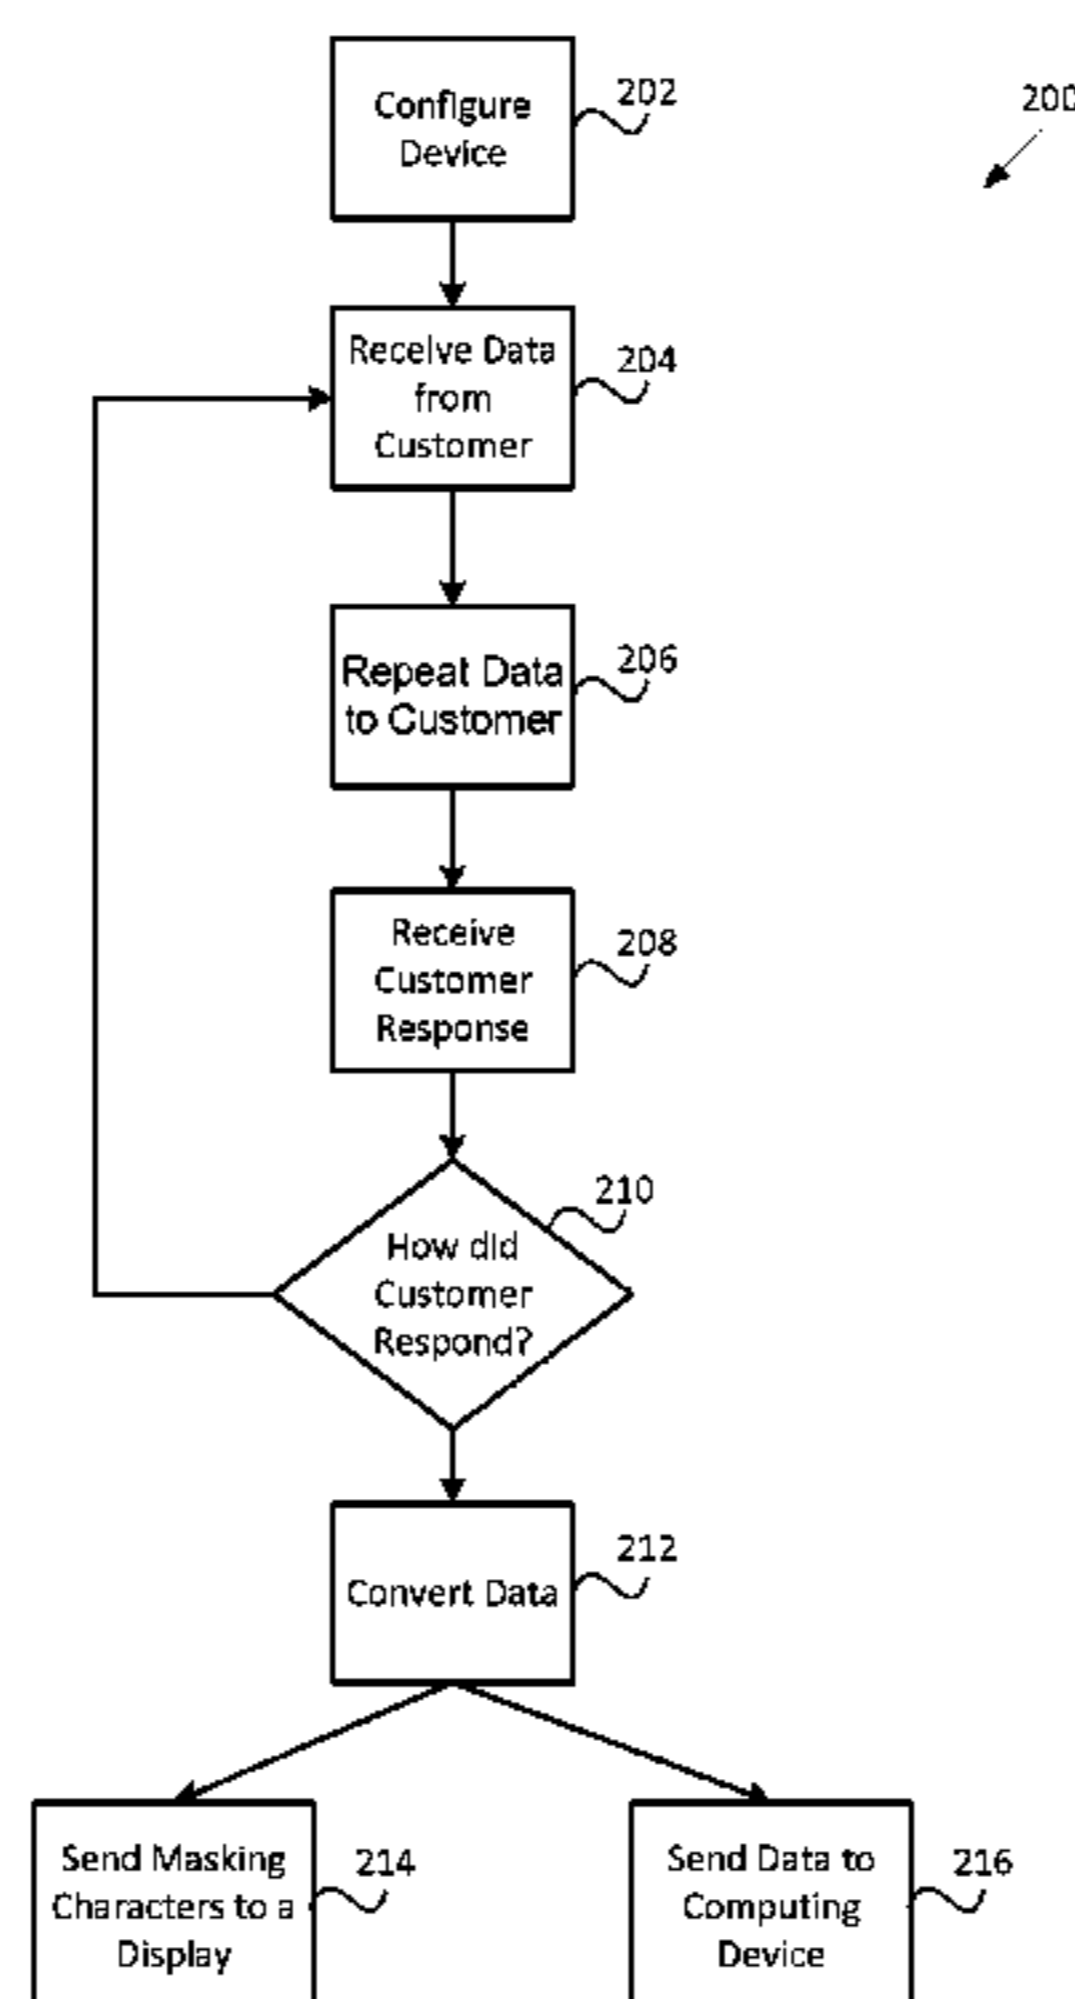 Configure
Device
202
200
Receive Data
from
Customer
204
Repeat Data
to Customer
206
Receive
Customer
Response
208
How did
Customer
Respond?
210
Convert Data
212
Send Masking
Characters to a
Display
214
Send Data to
Computing
Device
216